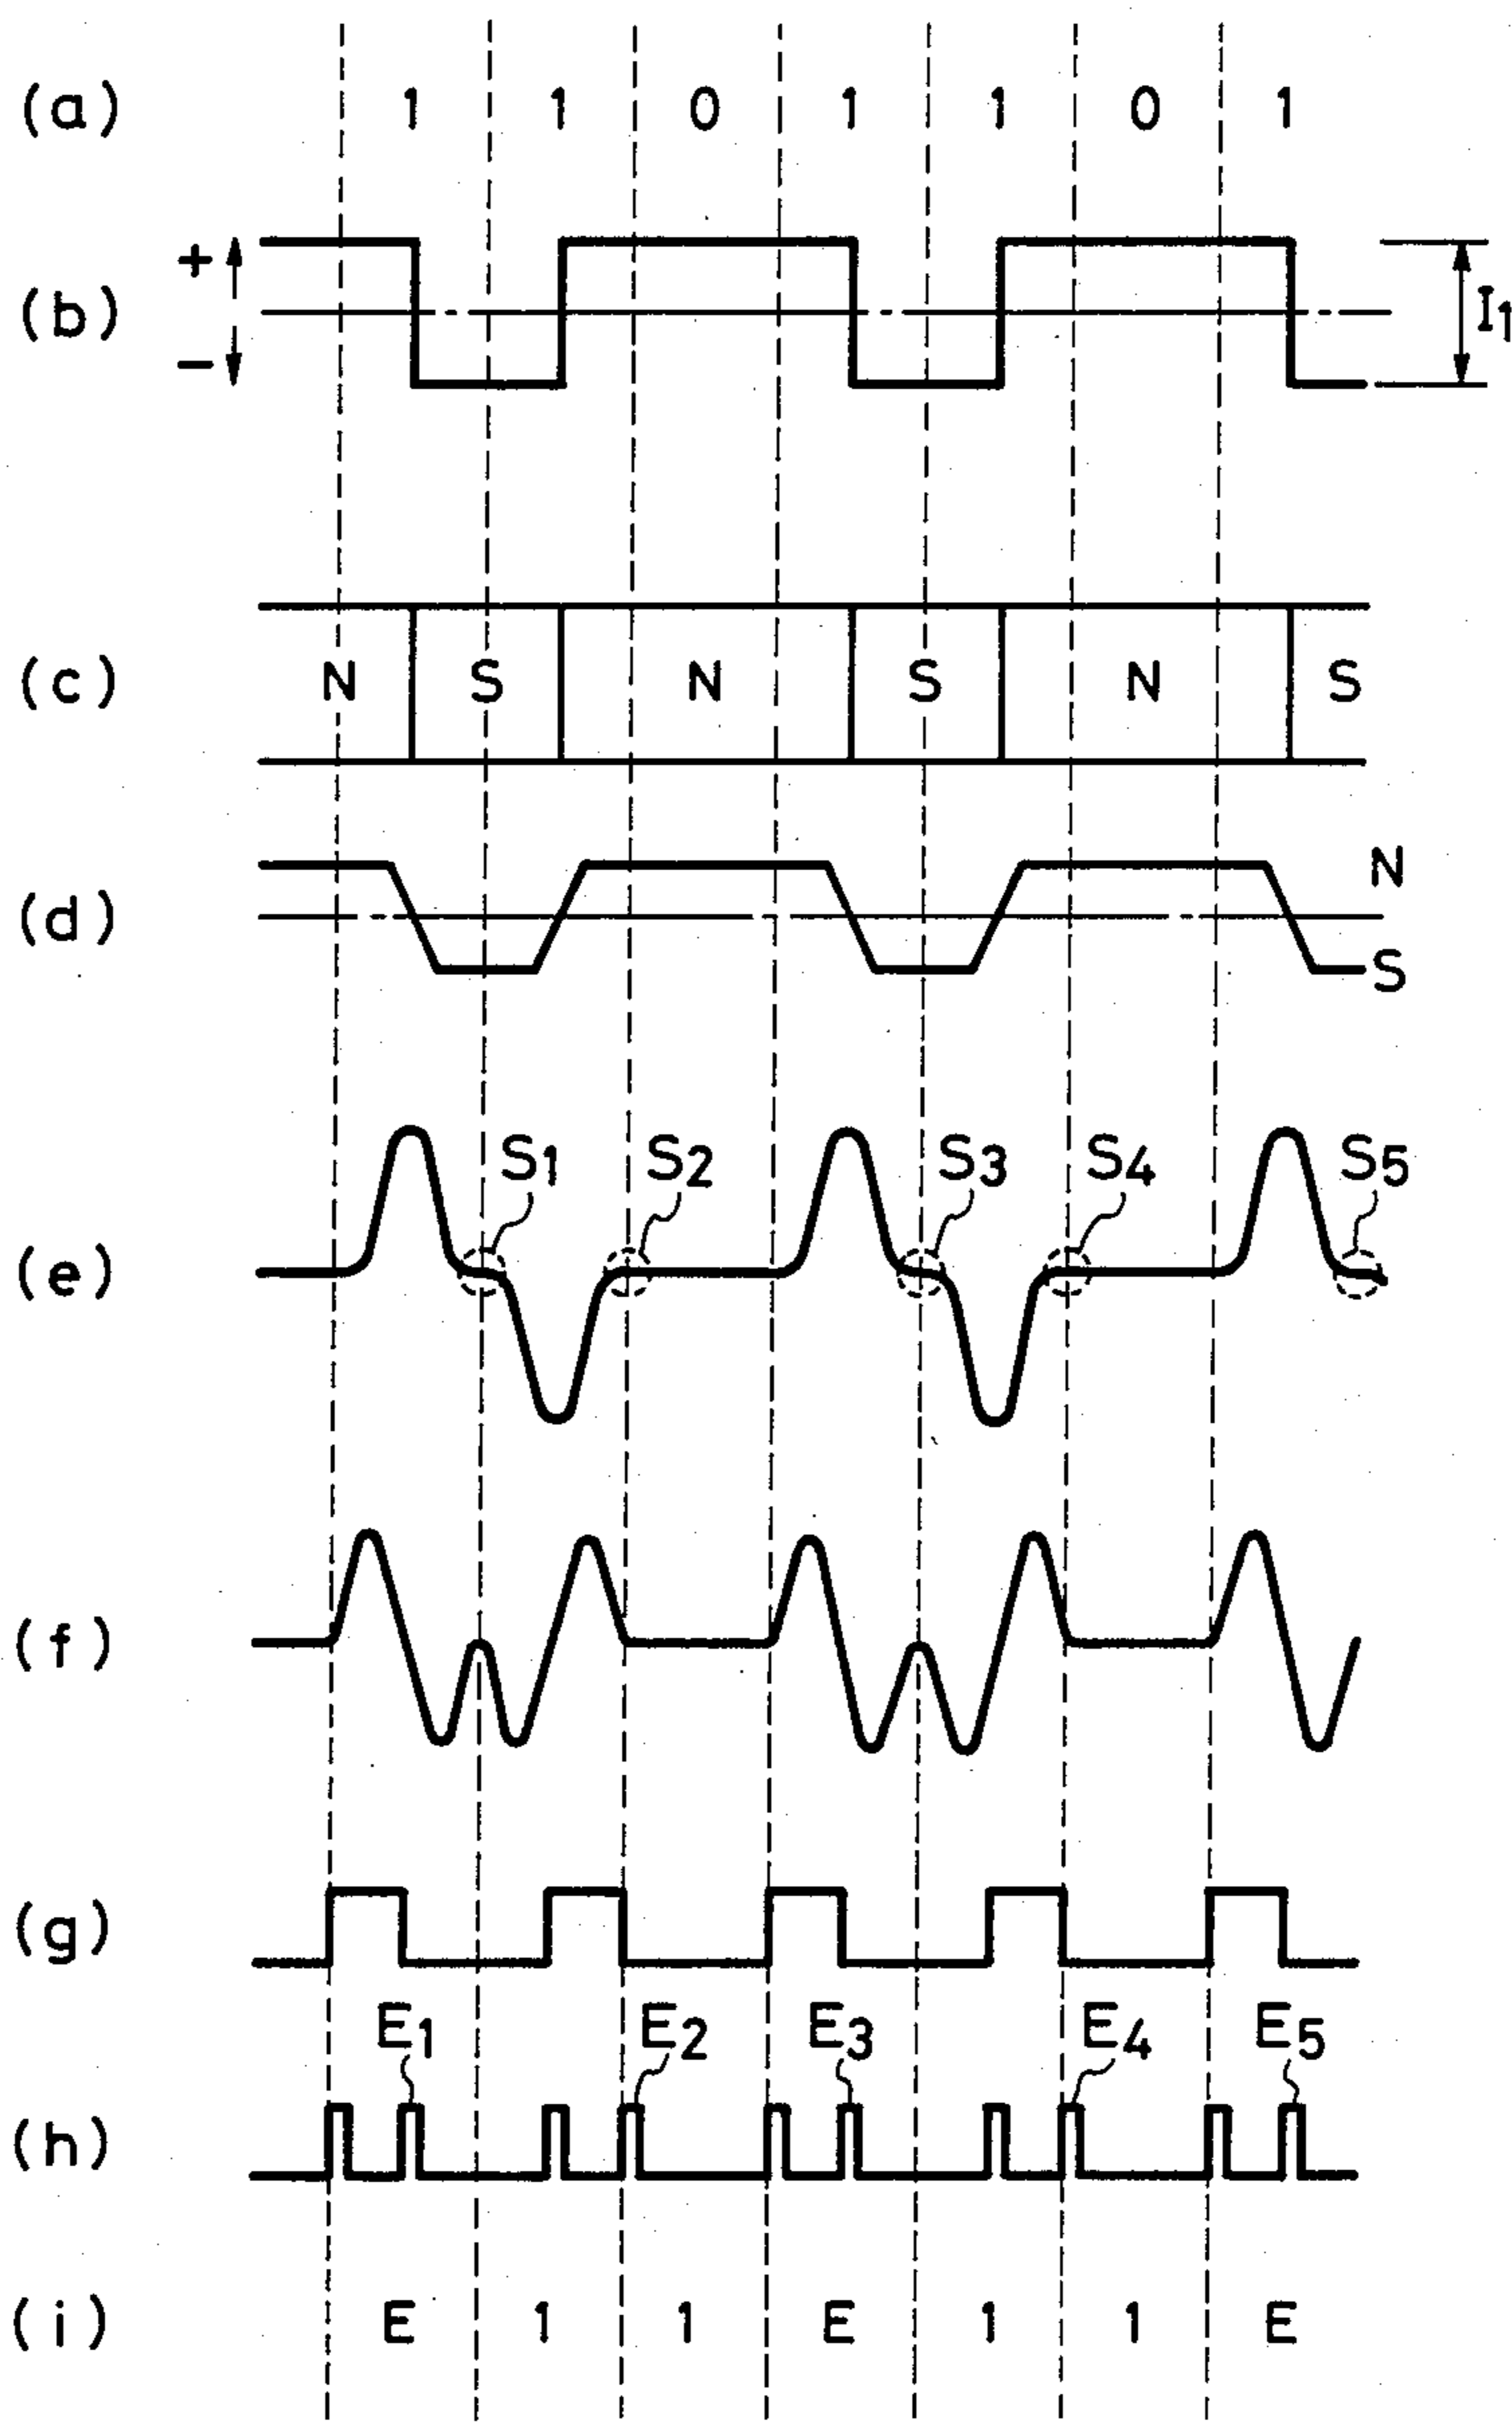 (a) 1 1 0 1 1 0 1
(b) + − I1
(c) N S N S N S
(d) N S
(e) S1 S2 S3 S4 S5
(f)
(g)
(h) E1 E2 E3 E4 E5
(i) E 1 1 E 1 1 E